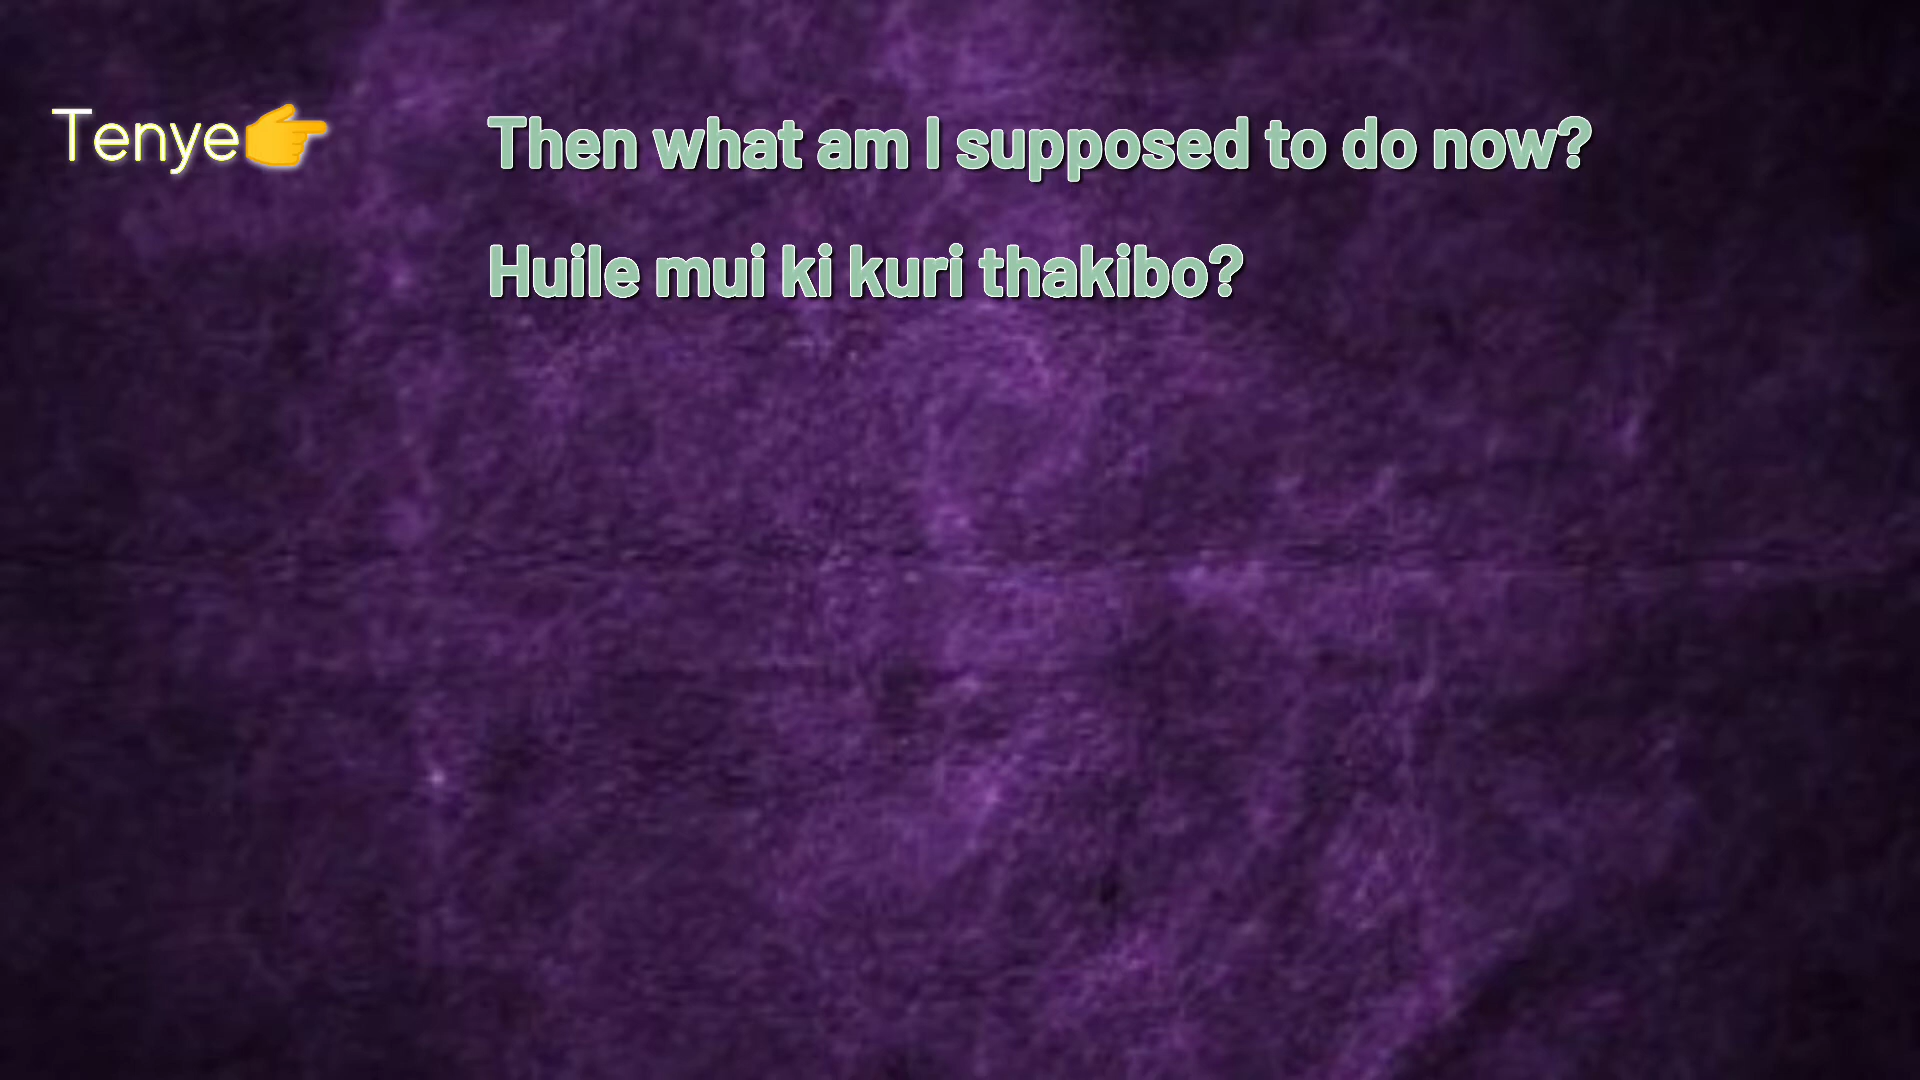 Tenye👉 Then what am I supposed to do now?
Huile mui ki kuri thakibo?